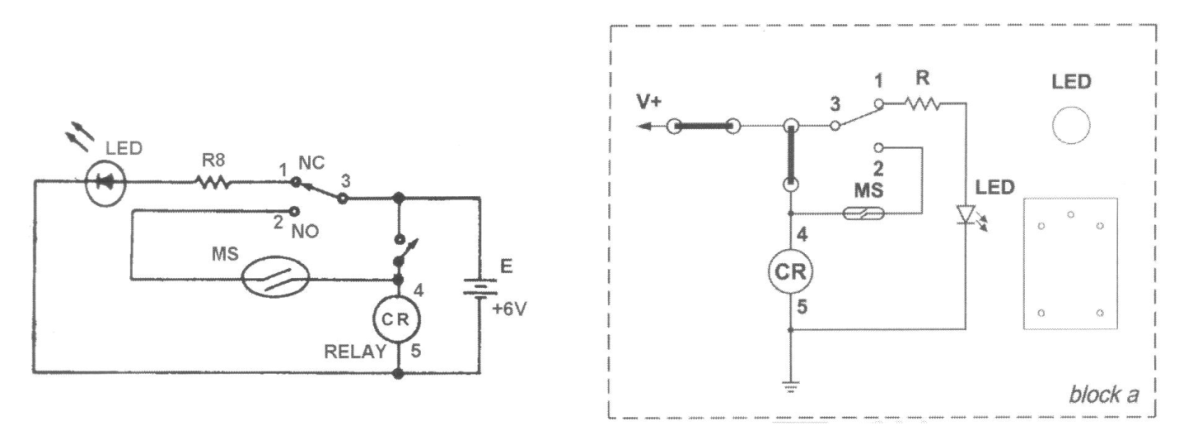 LED
R8
1 NC
3
2
NO
MS
E
+6V
4
CR
RELAY
5
V+
3
1
R
2
MS
LED
4
CR
5
LED
block a